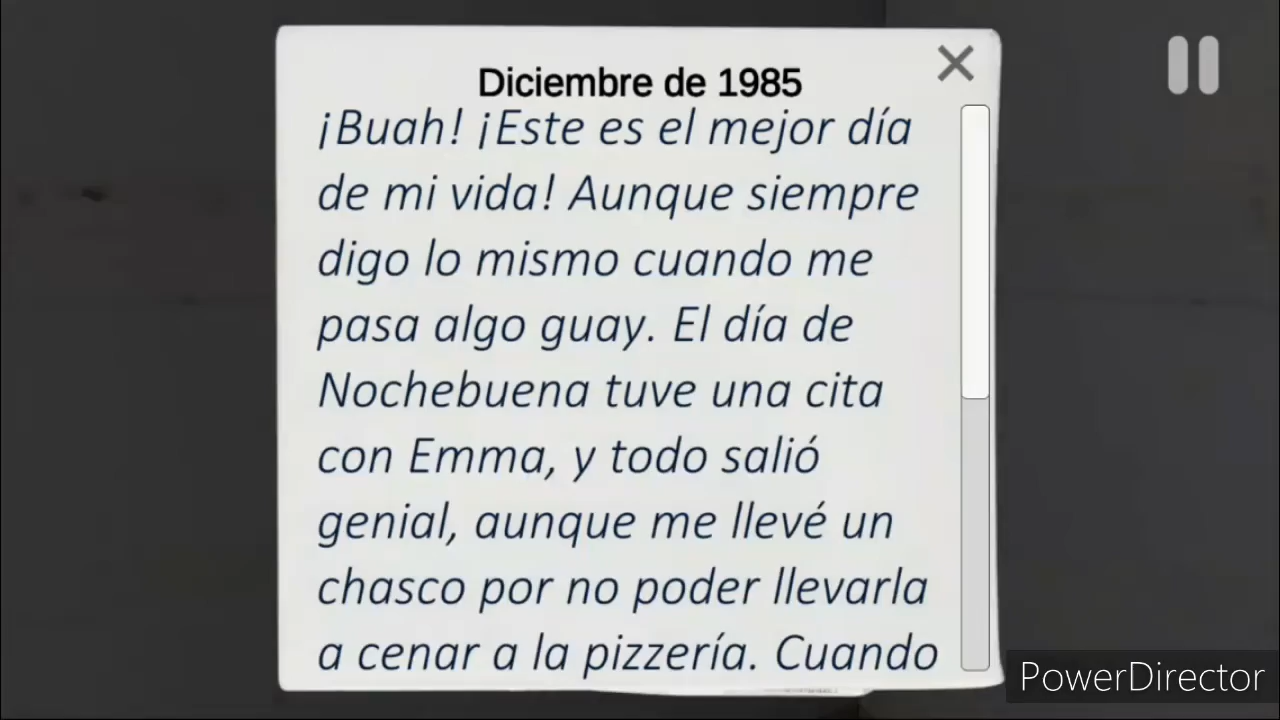 Diciembre de 1985
¡Buah! ¡Este es el mejor día
de mi vida! Aunque siempre
digo lo mismo cuando me
pasa algo guay. El día de
Nochebuena tuve una cita
con Emma, y todo salió
genial, aunque me llevé un
chasco por no poder llevarla
a cenar a la pizzería. Cuando
PowerDirector